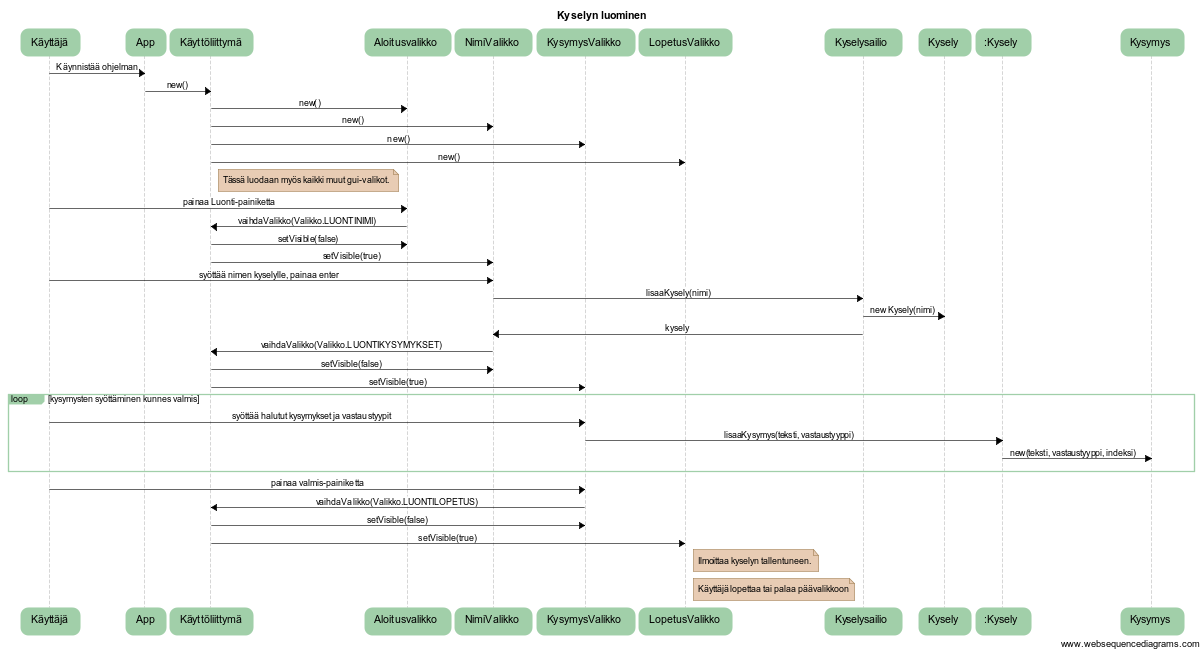 Kyselyn luominen
Käyttäjä App Käyttöliittymä Aloitusvalikko NimiValikko KysymysValikko LopetusValikko Kyselysailio Kysely :Kysely Kysymys
Käynnistää ohjelman
new()
new()
new()
new()
new()
Tässä luodaan myös kaikki muut gui-valikot.
painaa Luonti-painiketta
vaihdaValikko(Valikko.LUONTINIMI)
setVisible(false)
setVisible(true)
syöttää nimen kyselylle, painaa enter
lisaaKysely(nimi)
new Kysely(nimi)
kysely
vaihdaValikko(Valikko.LUONTIKYSYMYKSET)
setVisible(false)
setVisible(true)
loop [kysymysten syöttäminen kunnes valmis]
syöttää halutut kysymykset ja vastaustyypit
lisaaKysymys(teksti, vastaustyyppi)
new(teksti, vastaustyyppi, indeksi)
painaa valmis-painiketta
vaihdaValikko(Valikko.LUONTILOPETUS)
setVisible(false)
setVisible(true)
Ilmoittaa kyselyn tallentuneen.
Käyttäjä lopettaa tai palaa päävalikkoon
Käyttäjä App Käyttöliittymä Aloitusvalikko NimiValikko KysymysValikko LopetusValikko Kyselysailio Kysely :Kysely Kysymys
www.websequencediagrams.com